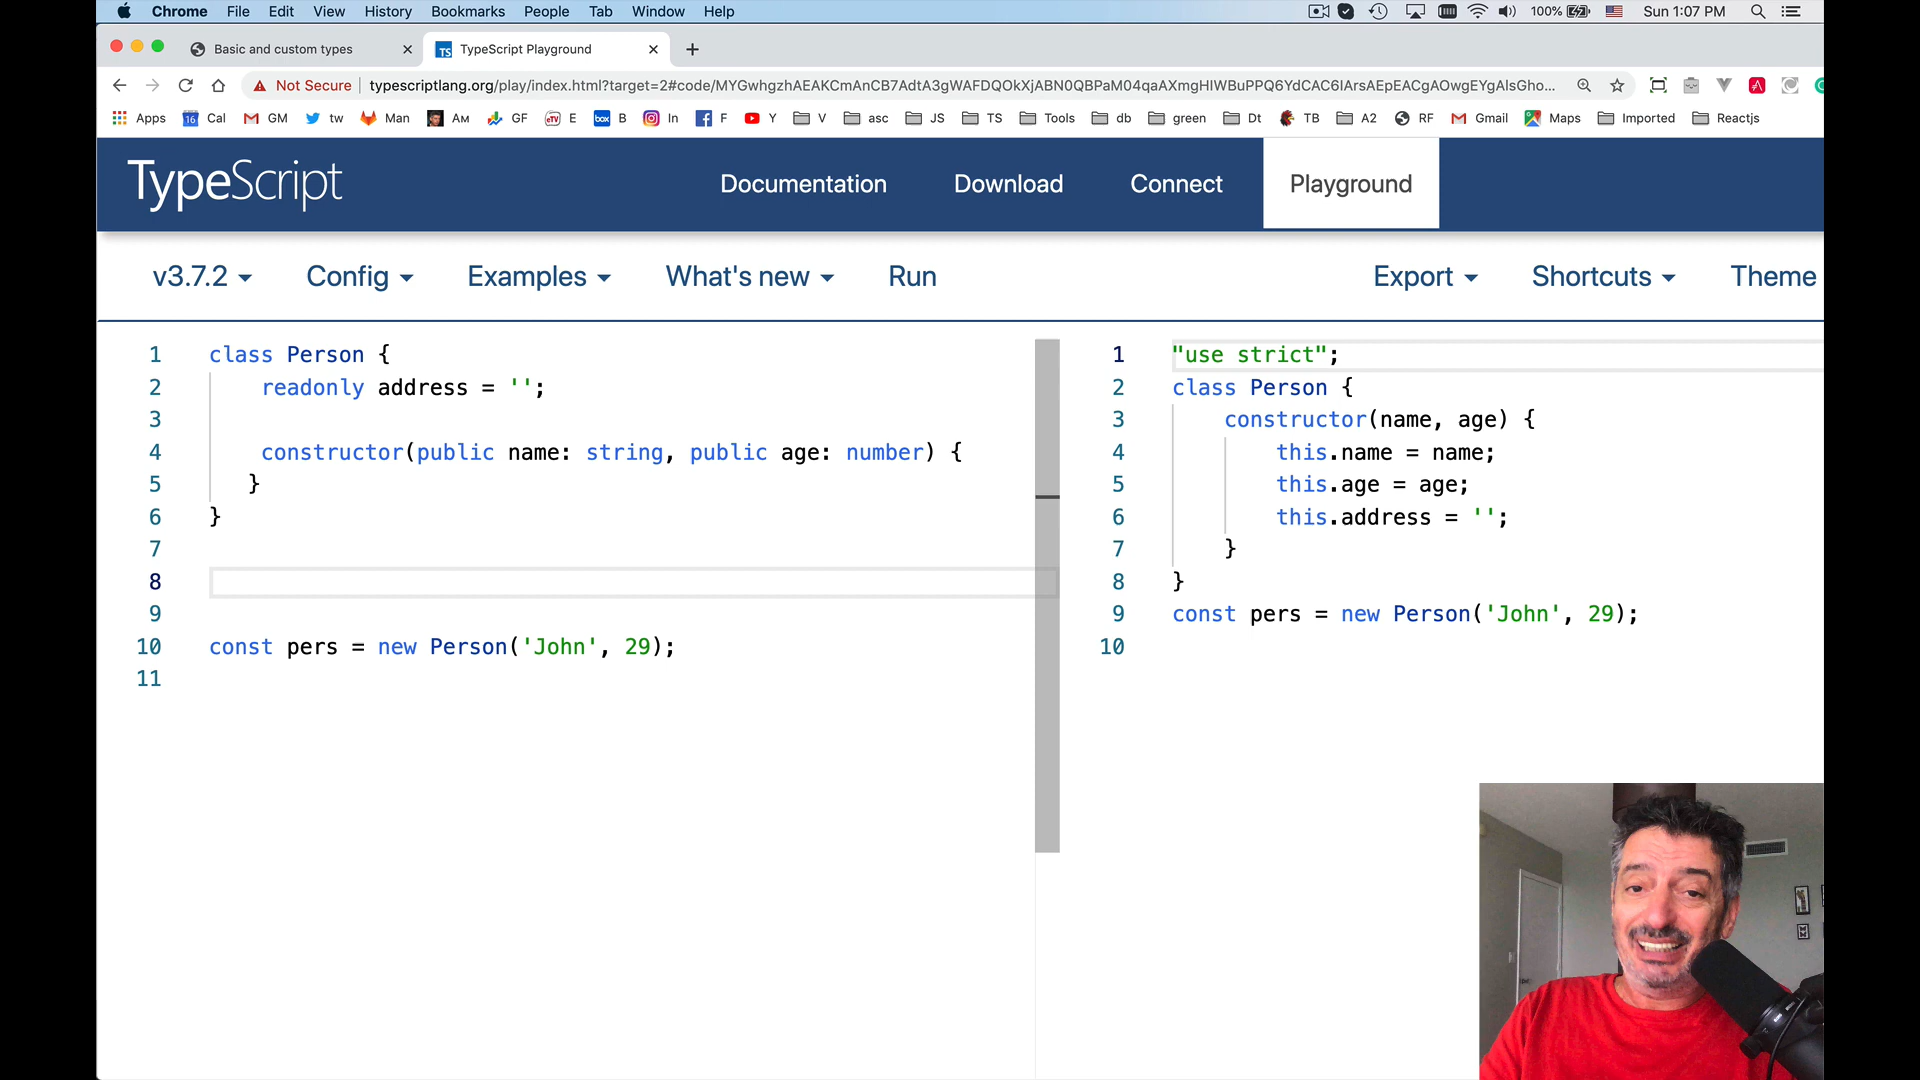 Chrome File Edit View History Bookmarks People Tab Window Help 100% Sun 1:07 PM
Basic and custom types TS TypeScript Playground
Not Secure typescriptlang.org/play/index.html?target=2#code/MYGwhgzhAEAKCmAnCB7AdtA3gWAFDQOkXjABN0QBPaM04qaAXmgHIWBuPPQ6YdCAC6IArsAEpEACgAOwgEYgAlsGho...
Apps 16 Cal GM tw Man Ам GF eTV E box B In F Y V asc JS TS Tools db green Dt TB A2 RF Gmail Maps Imported Reactjs
TypeScript Documentation Download Connect Playground
v3.7.2 Config Examples What's new Run Export Shortcuts Theme
1 class Person {
2 readonly address = '';
3
4 constructor(public name: string, public age: number) {
5 }
6 }
7
8
9
10 const pers = new Person('John', 29);
11
1 "use strict";
2 class Person {
3 constructor(name, age) {
4 this.name = name;
5 this.age = age;
6 this.address = '';
7 }
8 }
9 const pers = new Person('John', 29);
10